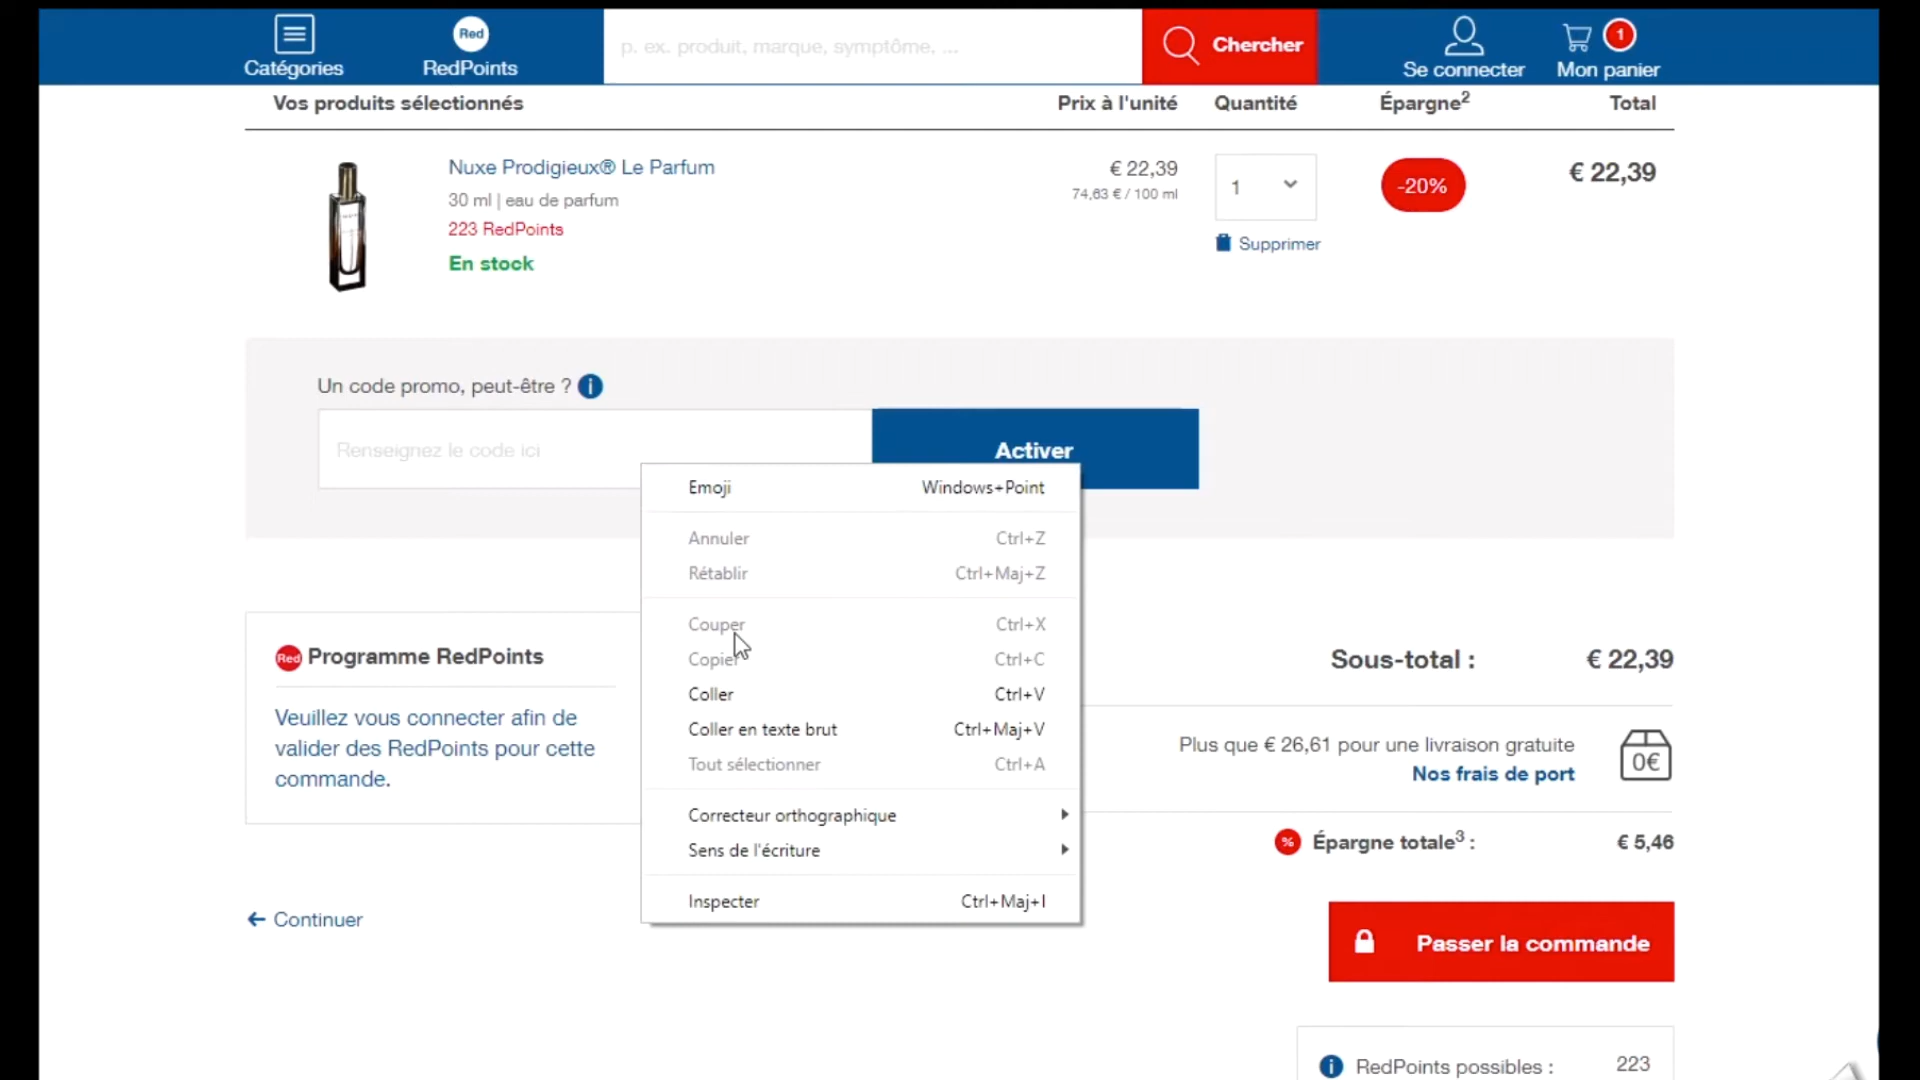 Red
Catégories
RedPoints
p. ex. produit, marque, symptôme, ...
Chercher
Se connecter
1
Mon panier
Vos produits sélectionnés
Prix à l'unité
Quantité
Épargne2
Total
Nuxe Prodigieux® Le Parfum
30 ml | eau de parfum
223 RedPoints
En stock
€ 22,39
74,63 € / 100 ml
1
Supprimer
-20%
€ 22,39
Un code promo, peut-être ?
Renseignez le code ici
Activer
Emoji Windows+Point
Annuler Ctrl+Z
Rétablir Ctrl+Maj+Z
Couper Ctrl+X
Copier Ctrl+C
Coller Ctrl+V
Coller en texte brut Ctrl+Maj+V
Tout sélectionner Ctrl+A
Correcteur orthographique
Sens de l'écriture
Inspecter Ctrl+Maj+I
Red Programme RedPoints
Veuillez vous connecter afin de
valider des RedPoints pour cette
commande.
Continuer
Sous-total : € 22,39
Plus que € 26,61 pour une livraison gratuite
Nos frais de port
0€
% Épargne totale3 : € 5,46
Passer la commande
RedPoints possibles : 223